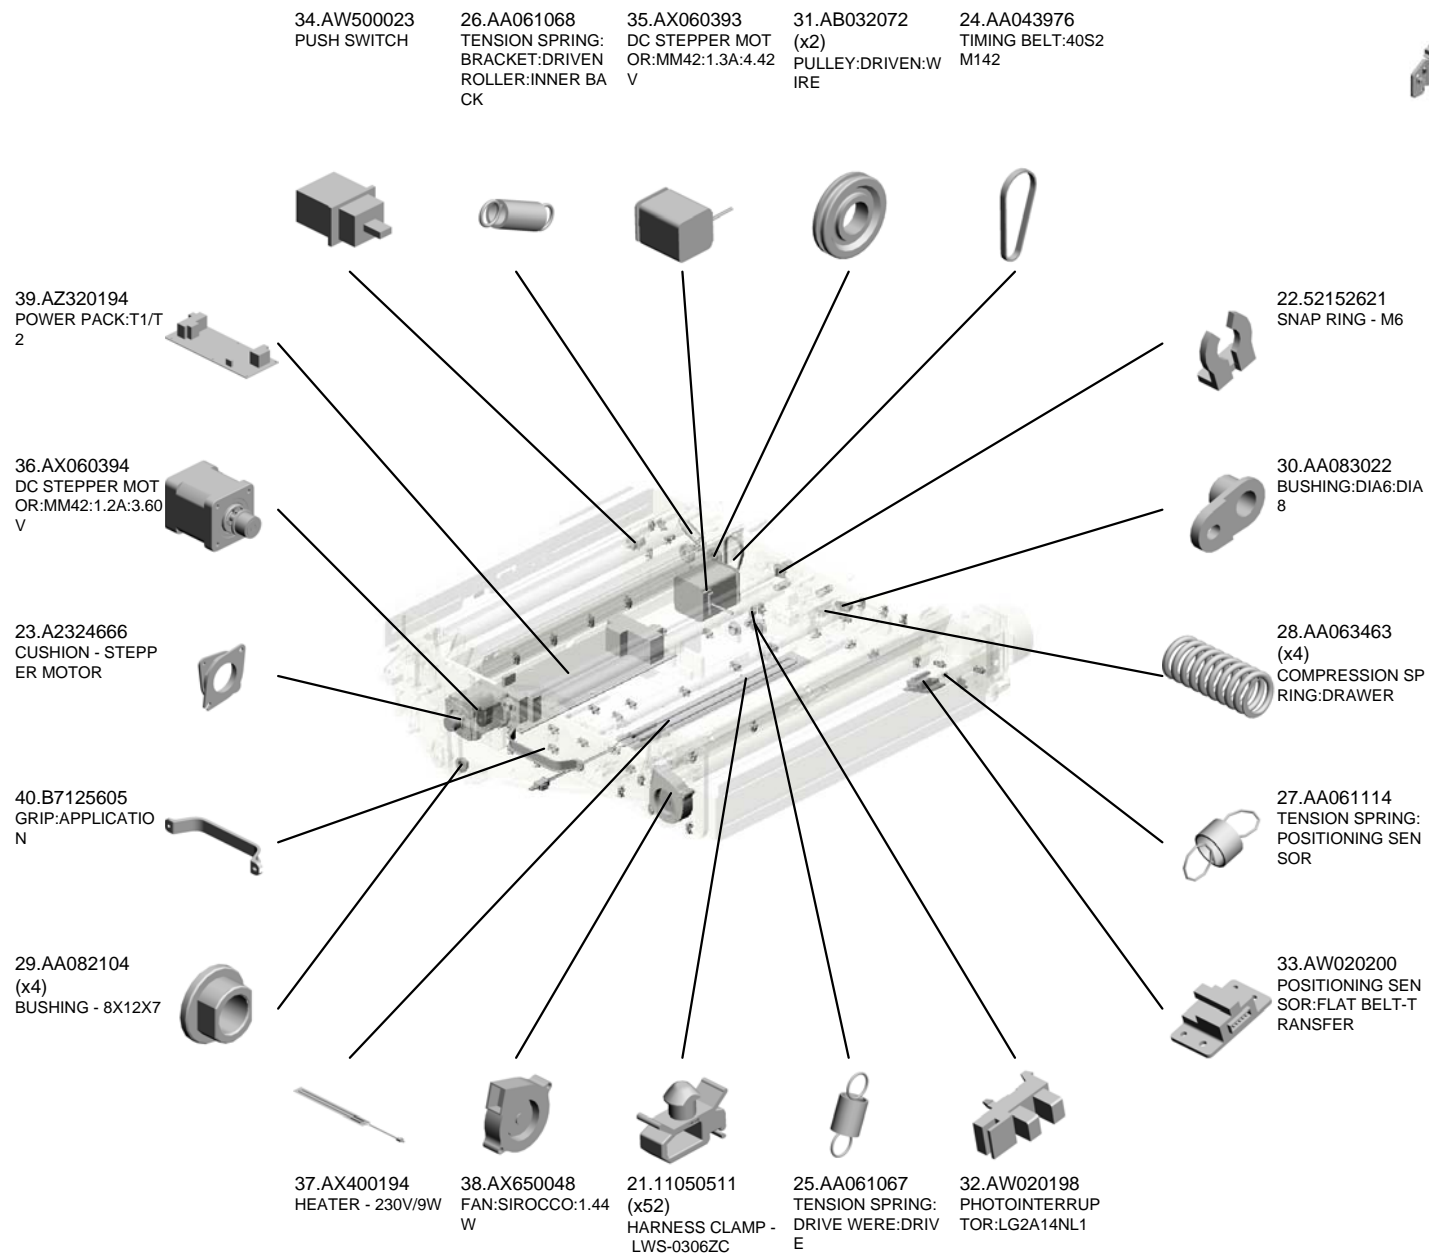 34.AW500023
PUSH SWITCH
26.AA061068
TENSION SPRING:
BRACKET:DRIVEN
ROLLER:INNER BA
CK
35.AX060393
DC STEPPER MOT
OR:MM42:1.3A:4.42
V
31.AB032072
(x2)
PULLEY:DRIVEN:W
IRE
24.AA043976
TIMING BELT:40S2
M142
39.AZ320194
POWER PACK:T1/T
2
22.52152621
SNAP RING - M6
36.AX060394
DC STEPPER MOT
OR:MM42:1.2A:3.60
V
30.AA083022
BUSHING:DIA6:DIA
8
23.A2324666
CUSHION - STEPP
ER MOTOR
28.AA063463
(x4)
COMPRESSION SP
RING:DRAWER
40.B7125605
GRIP:APPLICATIO
N
27.AA061114
TENSION SPRING:
POSITIONING SEN
SOR
29.AA082104
(x4)
BUSHING - 8X12X7
33.AW020200
POSITIONING SEN
SOR:FLAT BELT-T
RANSFER
37.AX400194
HEATER - 230V/9W
38.AX650048
FAN:SIROCCO:1.44
W
21.11050511
(x52)
HARNESS CLAMP -
LWS-0306ZC
25.AA061067
TENSION SPRING:
DRIVE WERE:DRIV
E
32.AW020198
PHOTOINTERRUP
TOR:LG2A14NL1